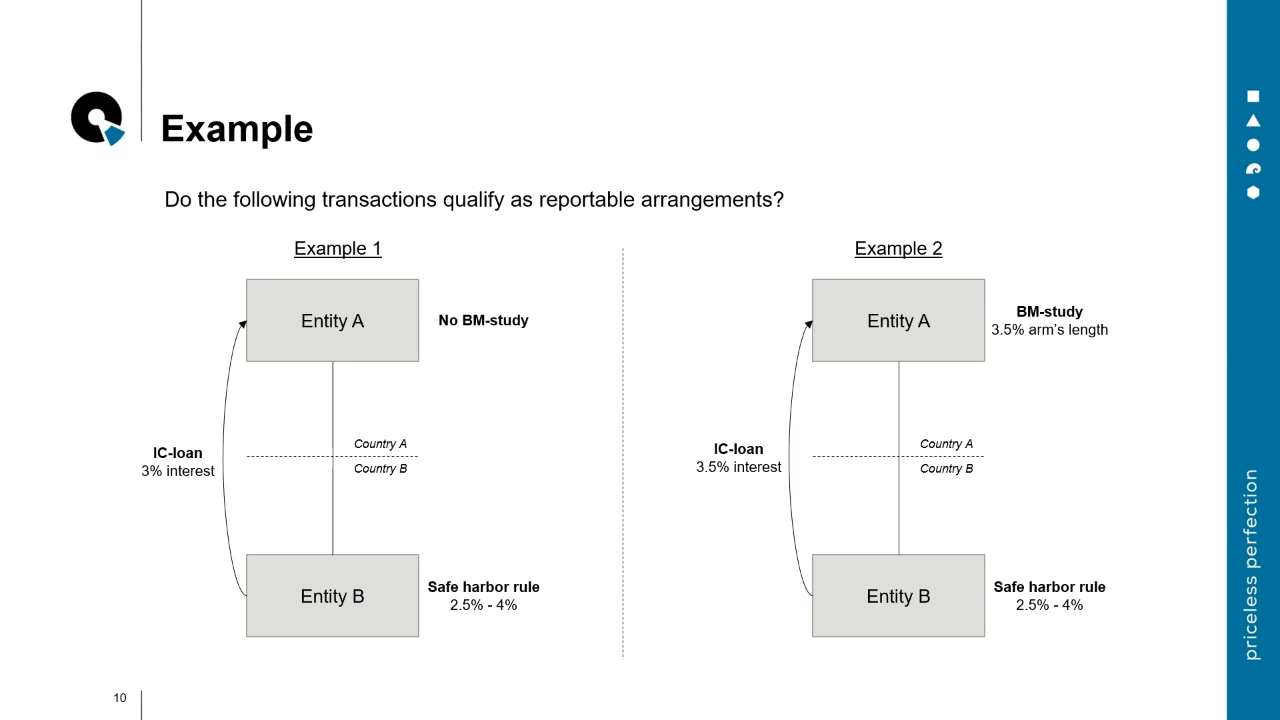 Example
Do the following transactions qualify as reportable arrangements?
Example 1
Entity A
No BM-study
IC-loan
3% interest
Country A
Country B
Entity B
Safe harbor rule
2.5% - 4%
Example 2
Entity A
BM-study
3.5% arm's length
IC-loan
3.5% interest
Country A
Country B
Entity B
Safe harbor rule
2.5% - 4%
priceless perfection
10